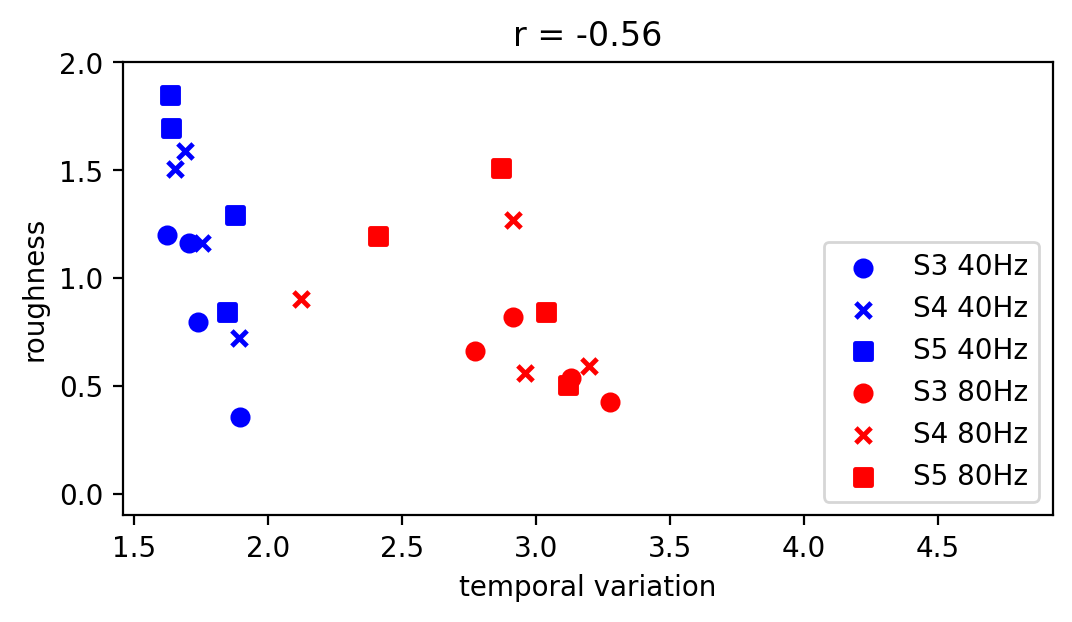 r = -0.56
2.0
1.5
1.0
0.5
0.0
roughness
1.5 2.0 2.5 3.0 3.5 4.0 4.5
temporal variation
S3 40Hz
S4 40Hz
S5 40Hz
S3 80Hz
S4 80Hz
S5 80Hz